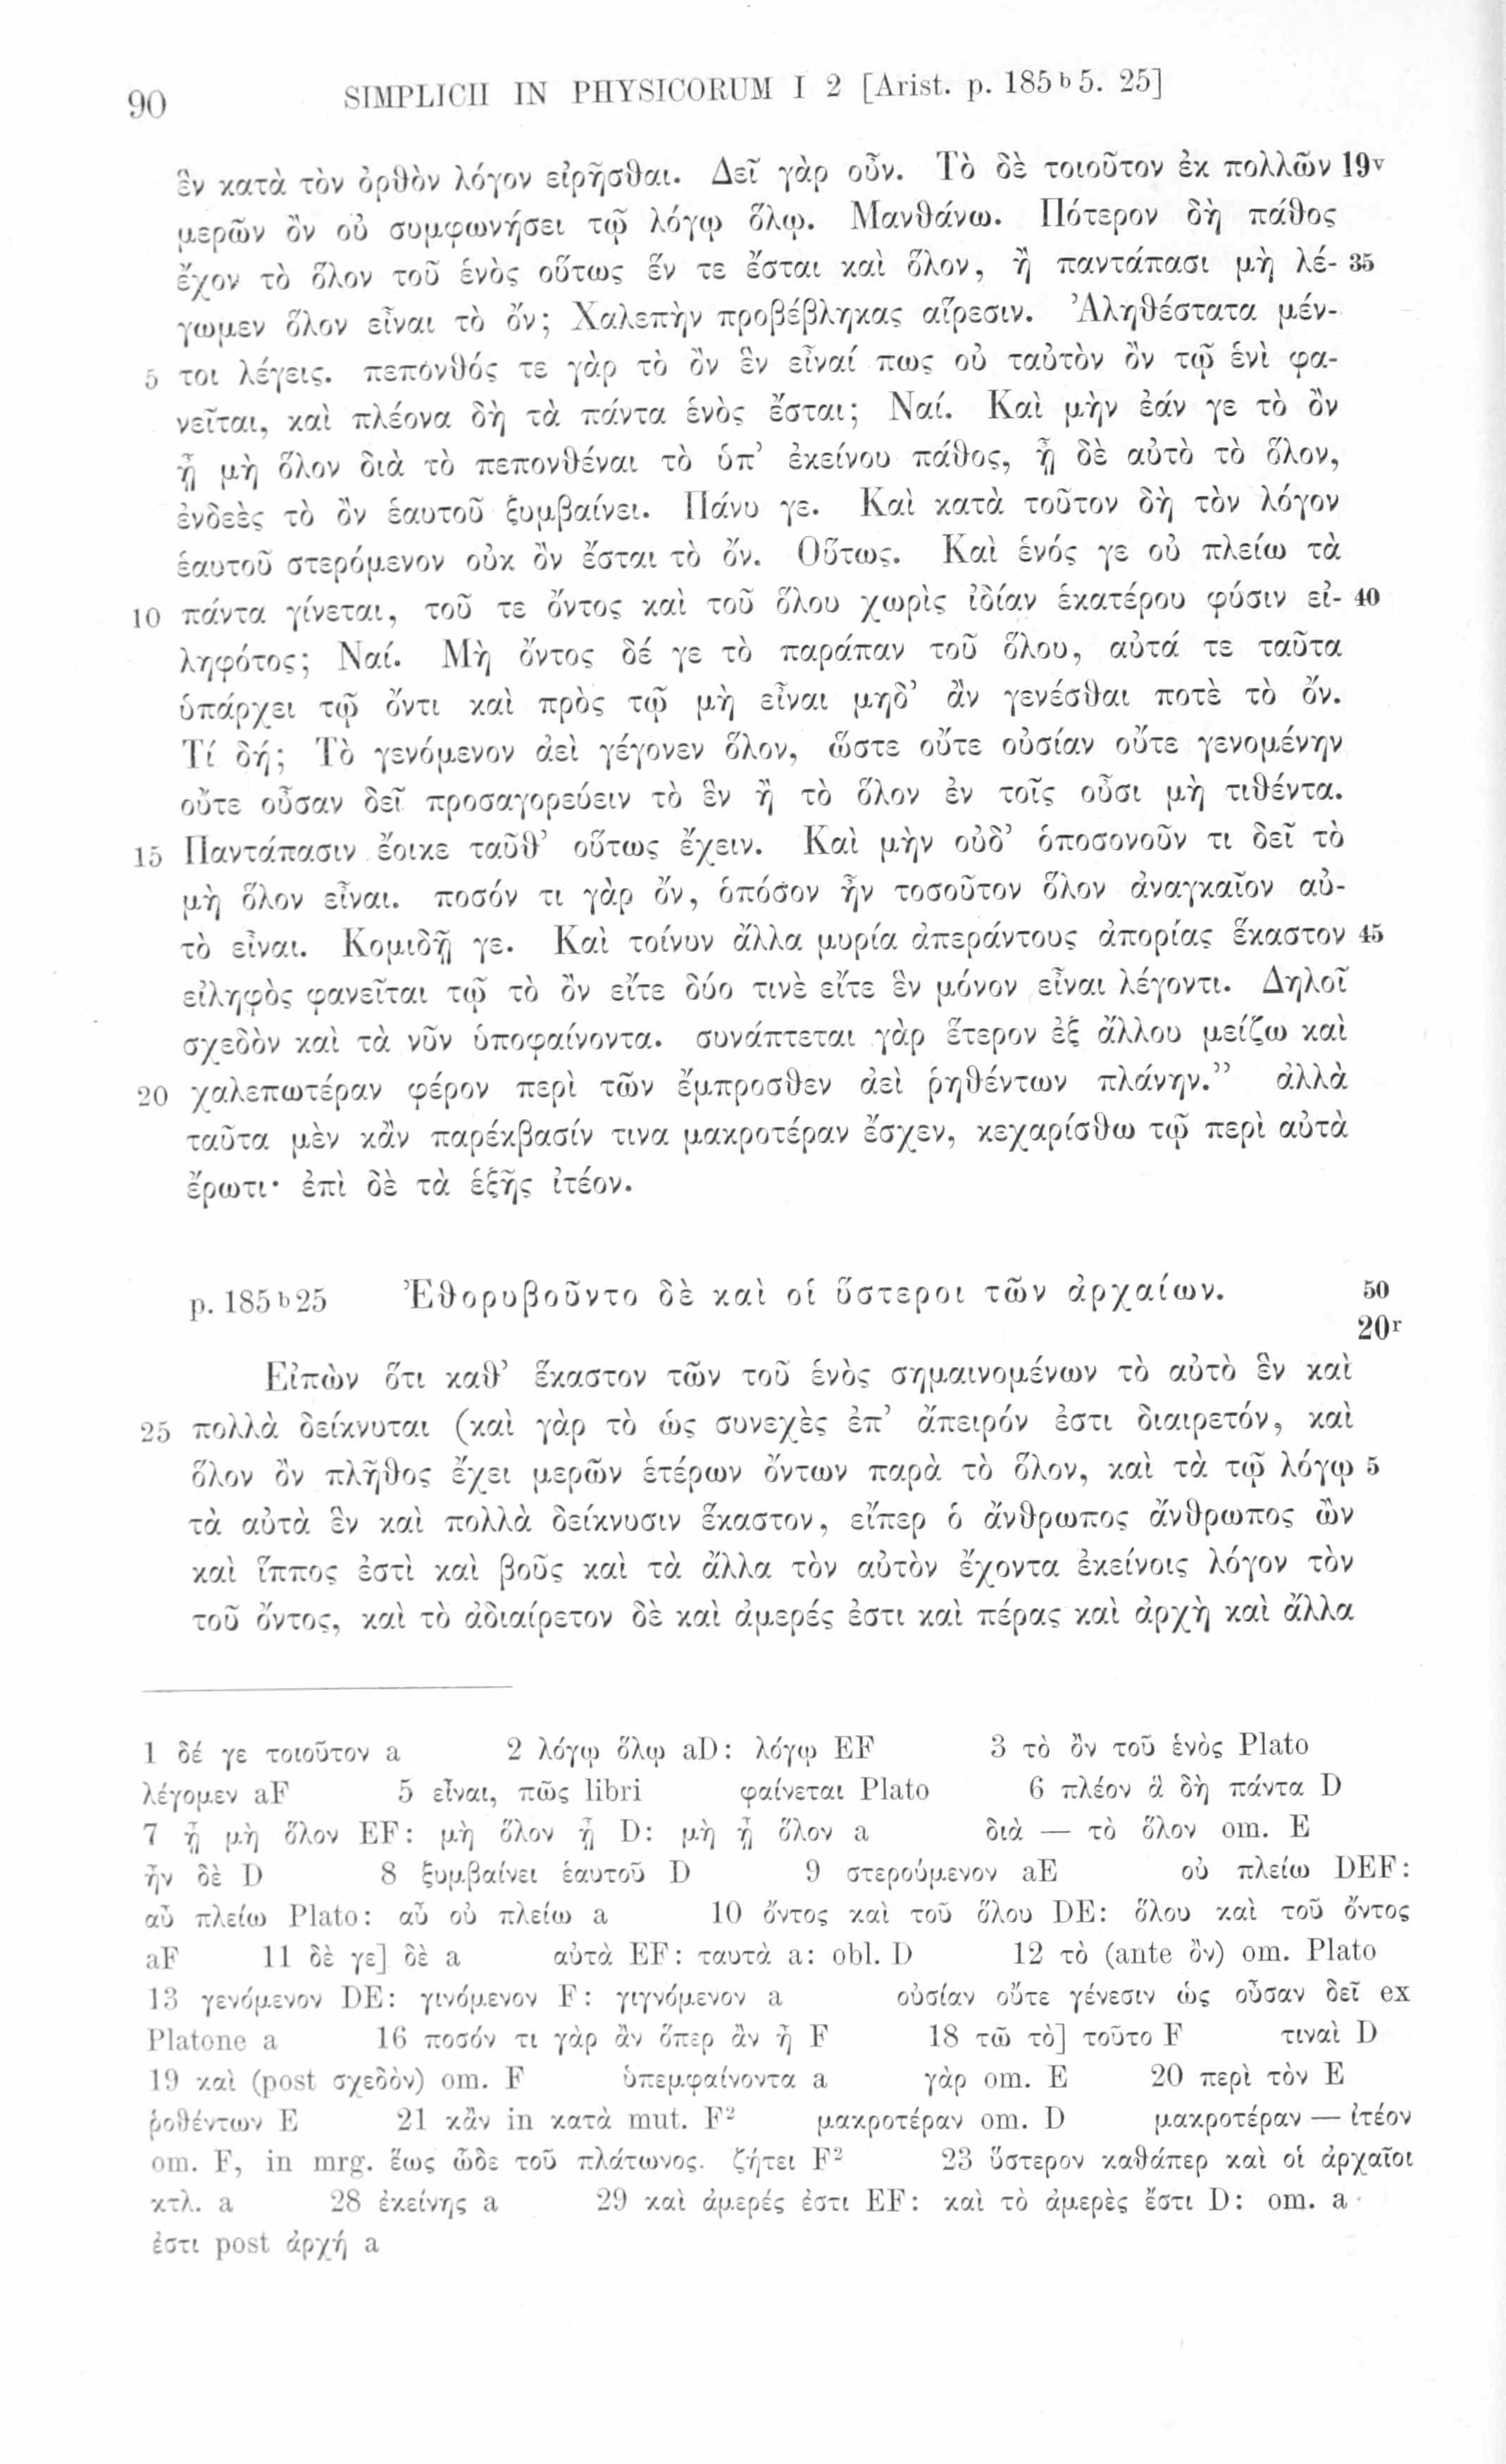 90 SIMPLICII IN PHYSICORUM I 2 [Arist. p. 185ᵇ5. 25]
ἓν κατὰ τὸν ὀρθὸν λόγον εἰρῆσθαι. Δεῖ γὰρ οὖν. Τὸ δὲ τοιοῦτον ἐκ πολλῶν 19ᵛ
μερῶν ὂν οὐ συμφωνήσει τῷ λόγῳ ὅλῳ. Μανθάνω. Πότερον δὴ πάθος
ἔχον τὸ ὅλον τοῦ ἑνὸς οὕτως ἕν τε ἔσται καὶ ὅλον, ἢ παντάπασι μὴ λέ- 35
γωμεν ὅλον εἶναι τὸ ὄν; Χαλεπὴν προβέβληκας αἵρεσιν. Ἀληθέστατα μέν-
5 τοι λέγεις. πεπονθός τε γὰρ τὸ ὂν ἓν εἶναί πως οὐ ταὐτὸν ὂν τῷ ἑνὶ φα-
νεῖται, καὶ πλέονα δὴ τὰ πάντα ἑνὸς ἔσται; Ναί. Καὶ μὴν ἐάν γε τὸ ὂν
ᾖ μὴ ὅλον διὰ τὸ πεπονθέναι τὸ ὑπ’ ἐκείνου πάθος, ᾖ δὲ αὐτὸ τὸ ὅλον,
ἐνδεὲς τὸ ὂν ἑαυτοῦ ξυμβαίνει. Πάνυ γε. Καὶ κατὰ τοῦτον δὴ τὸν λόγον
ἑαυτοῦ στερόμενον οὐκ ὂν ἔσται τὸ ὄν. Οὕτως. Καὶ ἑνός γε οὐ πλείω τὰ
10 πάντα γίνεται, τοῦ τε ὄντος καὶ τοῦ ὅλου χωρὶς ἰδίαν ἑκατέρου φύσιν εἰ- 40
ληφότος; Ναί. Μὴ ὄντος δέ γε τὸ παράπαν τοῦ ὅλου, αὐτά τε ταῦτα
ὑπάρχει τῷ ὄντι καὶ πρὸς τῷ μὴ εἶναι μηδ’ ἂν γενέσθαι ποτὲ τὸ ὄν.
Τί δή; Τὸ γενόμενον ἀεὶ γέγονεν ὅλον, ὥστε οὔτε οὐσίαν οὔτε γενομένην
οὔτε οὖσαν δεῖ προσαγορεύειν τὸ ἓν ἢ τὸ ὅλον ἐν τοῖς οὖσι μὴ τιθέντα.
15 Παντάπασιν ἔοικε ταῦθ’ οὕτως ἔχειν. Καὶ μὴν οὐδ’ ὁποσονοῦν τι δεῖ τὸ
μὴ ὅλον εἶναι. ποσόν τι γὰρ ὄν, ὁπόσον ἦν τοσοῦτον ὅλον ἀναγκαῖον αὐ-
τὸ εἶναι. Κομιδῇ γε. Καὶ τοίνυν ἄλλα μυρία ἀπεράντους ἀπορίας ἕκαστον 45
εἰληφὸς φανεῖται τῷ τὸ ὂν εἴτε δύο τινὲ εἴτε ἓν μόνον εἶναι λέγοντι. Δηλοῖ
σχεδὸν καὶ τὰ νῦν ὑποφαίνοντα. συνάπτεται γὰρ ἕτερον ἐξ ἄλλου μείζω καὶ
20 χαλεπωτέραν φέρον περὶ τῶν ἔμπροσθεν ἀεὶ ῥηθέντων πλάνην.” ἀλλὰ
ταῦτα μὲν κἂν παρέκβασίν τινα μακροτέραν ἔσχεν, κεχαρίσθω τῷ περὶ αὐτὰ
ἔρωτι· ἐπὶ δὲ τὰ ἑξῆς ἰτέον.
p. 185ᵇ25 Ἐθορυβοῦντο δὲ καὶ οἱ ὕστεροι τῶν ἀρχαίων. 50
20ʳ
Εἰπὼν ὅτι καθ’ ἕκαστον τῶν τοῦ ἑνὸς σημαινομένων τὸ αὐτὸ ἓν καὶ
25 πολλὰ δείκνυται (καὶ γὰρ τὸ ὡς συνεχὲς ἐπ’ ἄπειρόν ἐστι διαιρετόν, καὶ
ὅλον ὂν πλῆθος ἔχει μερῶν ἑτέρων ὄντων παρὰ τὸ ὅλον, καὶ τὰ τῷ λόγῳ 5
τὰ αὐτὰ ἓν καὶ πολλὰ δείκνυσιν ἕκαστον, εἴπερ ὁ ἄνθρωπος ἄνθρωπος ὢν
καὶ ἵππος ἐστὶ καὶ βοῦς καὶ τὰ ἄλλα τὸν αὐτὸν ἔχοντα ἐκείνοις λόγον τὸν
τοῦ ὄντος, καὶ τὸ ἀδιαίρετον δὲ καὶ ἀμερές ἐστι καὶ πέρας καὶ ἀρχὴ καὶ ἄλλα
1 δέ γε τοιοῦτον a 2 λόγῳ ὅλῳ aD: λόγῳ EF 3 τὸ ὂν τοῦ ἑνὸς Plato
λέγομεν aF 5 εἶναι, πῶς libri φαίνεται Plato 6 πλέον ἃ δὴ πάντα D
7 ᾖ μὴ ὅλον EF: μὴ ὅλον ᾖ D: μὴ ᾖ ὅλον a διὰ — τὸ ὅλον om. E
ἦν δὲ D 8 ξυμβαίνει ἑαυτοῦ D 9 στερούμενον aE οὐ πλείω DEF:
αὖ πλείω Plato: αὖ οὐ πλείω a 10 ὄντος καὶ τοῦ ὅλου DE: ὅλου καὶ τοῦ ὄντος
aF 11 δέ γε] δὲ a αὐτὰ EF: ταυτὰ a: obl. D 12 τὸ (ante ὄν) om. Plato
13 γενόμενον DE: γινόμενον F: γιγνόμενον a οὐσίαν οὔτε γένεσιν ὡς οὖσαν δεῖ ex
Platone a 16 ποσόν τι γὰρ ἂν ὅπερ ἂν ᾖ F 18 τῶ τὸ] τοῦτο F τιναὶ D
19 καὶ (post σχεδὸν) om. F ὑπεμφαίνοντα a γὰρ om. E 20 περὶ τὸν E
ῥοθέντων E 21 κἂν in κατὰ mut. F² μακροτέραν om. D μακροτέραν — ἰτέον
om. F, in mrg. ἕως ὧδε τοῦ πλάτωνος. ζήτει F² 23 ὕστερον καθάπερ καὶ οἱ ἀρχαῖοι
κτλ. a 28 ἐκείνης a 29 καὶ ἀμερές ἐστι EF: καὶ τὸ ἀμερὲς ἔστι D: om. a
ἐστι post ἀρχή a